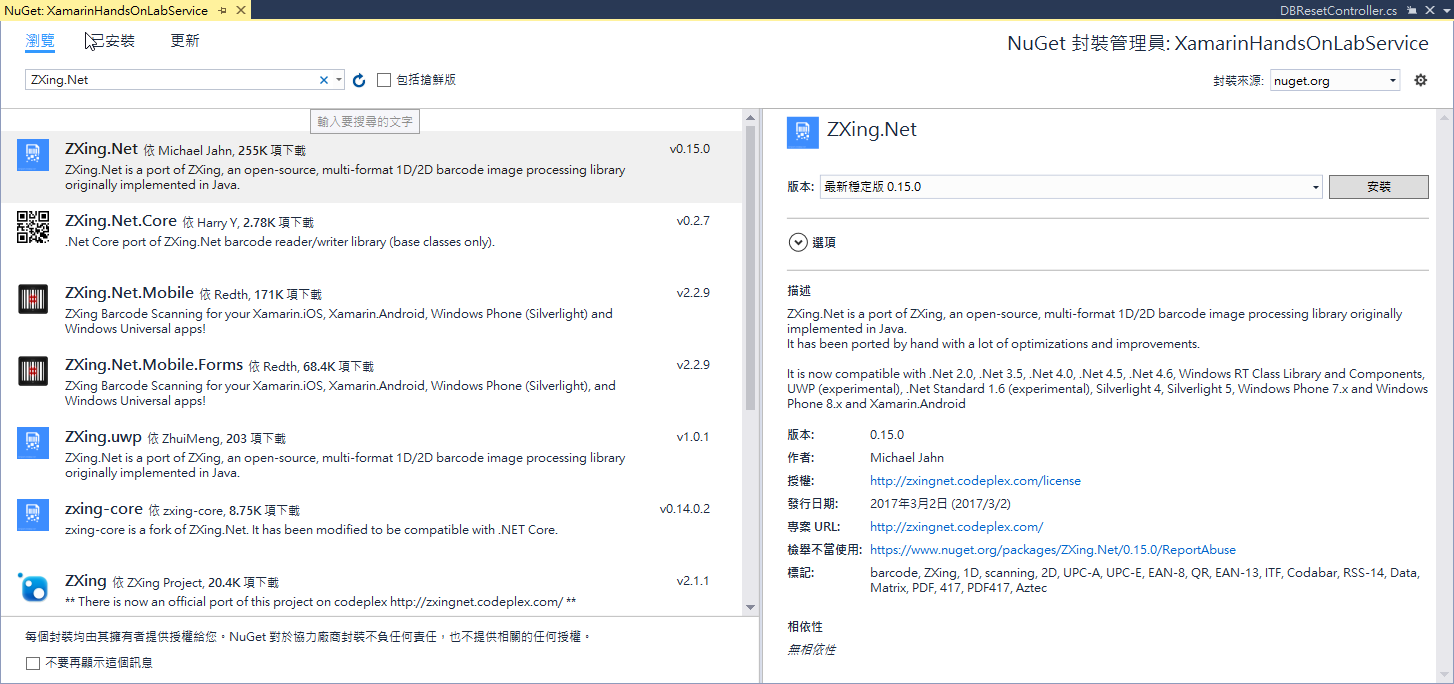 NuGet: XamarinHandsOnLabService
DBResetController.cs
瀏覽 已安裝 更新
NuGet 封裝管理員: XamarinHandsOnLabService
ZXing.Net
包括搶鮮版
封裝來源: nuget.org
輸入要搜尋的文字
ZXing.Net 依 Michael Jahn, 255K 項下載
v0.15.0
ZXing.Net is a port of ZXing, an open-source, multi-format 1D/2D barcode image processing library
originally implemented in Java.
ZXing.Net.Core 依 Harry Y, 2.78K 項下載
v0.2.7
.Net Core port of ZXing.Net barcode reader/writer library (base classes only).
ZXing.Net.Mobile 依 Redth, 171K 項下載
v2.2.9
ZXing Barcode Scanning for your Xamarin.iOS, Xamarin.Android, Windows Phone (Silverlight) and
Windows Universal apps!
ZXing.Net.Mobile.Forms 依 Redth, 68.4K 項下載
v2.2.9
ZXing Barcode Scanning for your Xamarin.iOS, Xamarin.Android, Windows Phone (Silverlight), and
Windows Universal apps!
ZXing.uwp 依 ZhuiMeng, 203 項下載
v1.0.1
ZXing.Net is a port of ZXing, an open-source, multi-format 1D/2D barcode image processing library
originally implemented in Java.
zxing-core 依 zxing-core, 8.75K 項下載
v0.14.0.2
zxing-core is a fork of ZXing.Net. It has been modified to be compatible with .NET Core.
ZXing 依 ZXing Project, 20.4K 項下載
v2.1.1
** There is now an official port of this project on codeplex http://zxingnet.codeplex.com/ **
每個封裝均由其擁有者提供授權給您。NuGet 對於協力廠商封裝不負任何責任，也不提供相關的任何授權。
不要再顯示這個訊息
ZXing.Net
版本: 最新穩定版 0.15.0
安裝
選項
描述
ZXing.Net is a port of ZXing, an open-source, multi-format 1D/2D barcode image processing library originally
implemented in Java.
It has been ported by hand with a lot of optimizations and improvements.
It is now compatible with .Net 2.0, .Net 3.5, .Net 4.0, .Net 4.5, .Net 4.6, Windows RT Class Library and Components,
UWP (experimental), .Net Standard 1.6 (experimental), Silverlight 4, Silverlight 5, Windows Phone 7.x and Windows
Phone 8.x and Xamarin.Android
版本: 0.15.0
作者: Michael Jahn
授權: http://zxingnet.codeplex.com/license
發行日期: 2017年3月2日 (2017/3/2)
專案 URL: http://zxingnet.codeplex.com/
檢舉不當使用: https://www.nuget.org/packages/ZXing.Net/0.15.0/ReportAbuse
標記: barcode, ZXing, 1D, scanning, 2D, UPC-A, UPC-E, EAN-8, QR, EAN-13, ITF, Codabar, RSS-14, Data,
Matrix, PDF, 417, PDF417, Aztec
相依性
無相依性